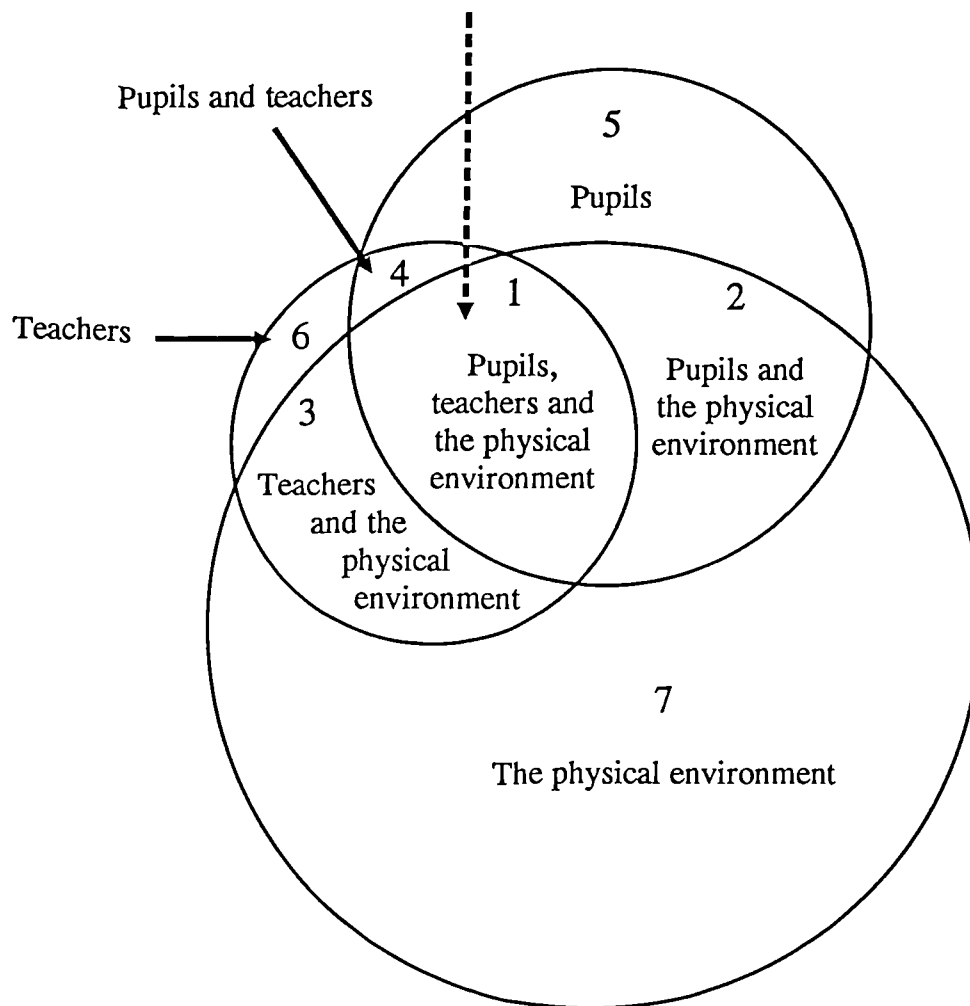 Pupils and teachers
5
Pupils
4
1
2
Teachers
6
Pupils,
teachers and
the physical
environment
Pupils and
the physical
environment
3
Teachers
and the
physical
environment
7
The physical environment